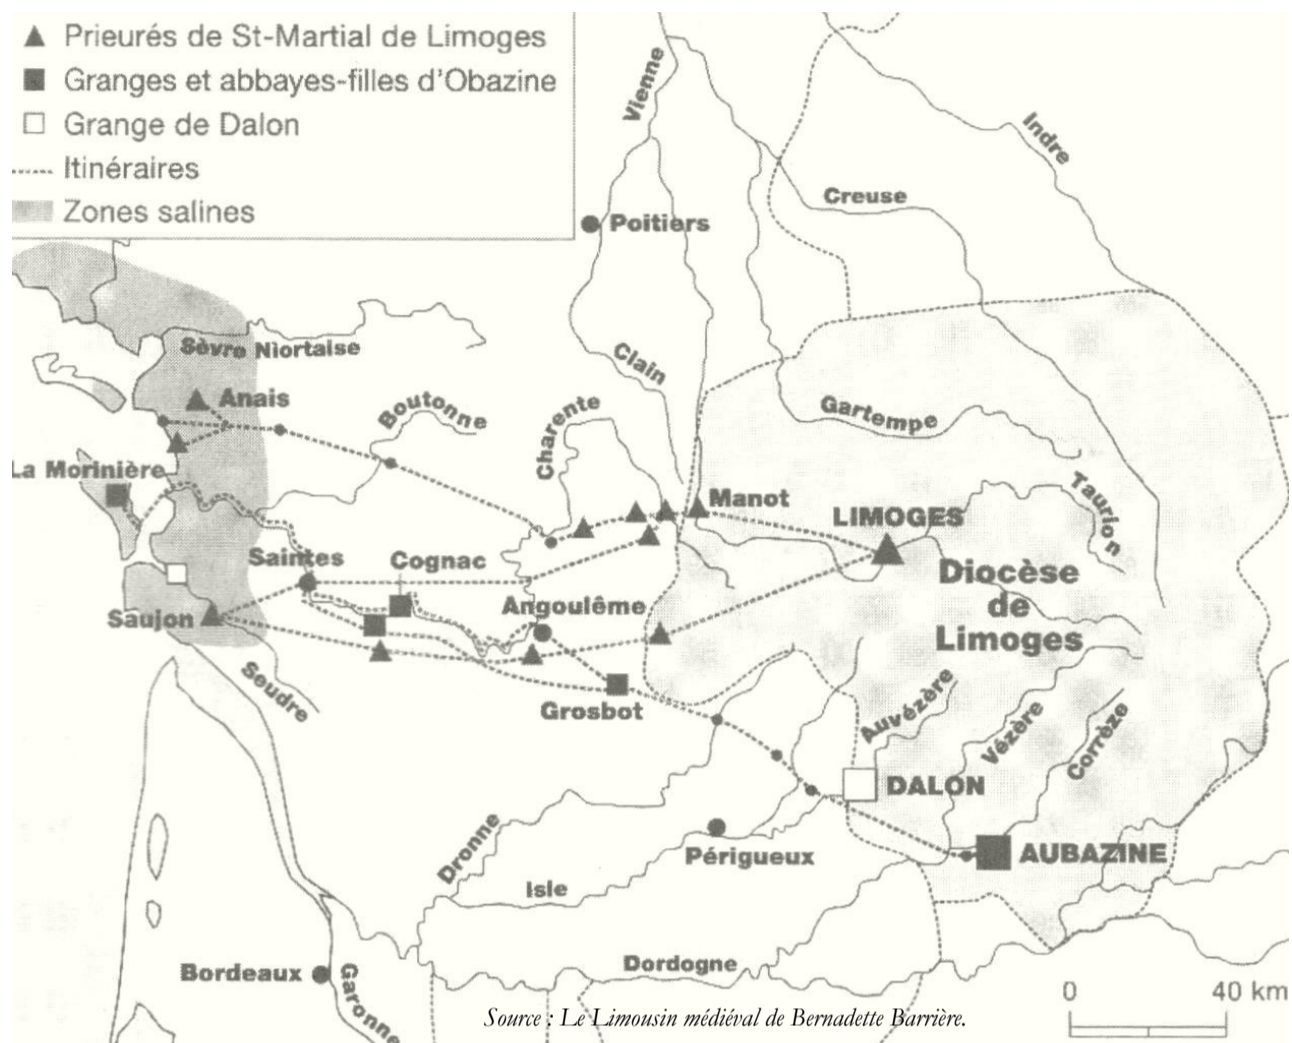 Prieurés de St-Martial de Limoges
Granges et abbayes-filles d'Obazine
Grange de Dalon
Itinéraires
Zones salines
Vienne
Indre
Creuse
Poitiers
Sèvre Nìortaise
Clain
Anais
Boutonne
Charente
Gartempe
La Morinière
Manot
LIMOGES
Taurion
Saintes
Cognac
Diocèse
de
Limoges
Angoulême
Saujon
Seudre
Grosbot
Auvézère
Vézère
Corrèze
DALON
Dronne
Périgueux
AUBAZINE
Isle
Bordeaux
Garonne
Dordogne
0 40 km
Source : Le Limousin médiéval de Bernadette Barrière.